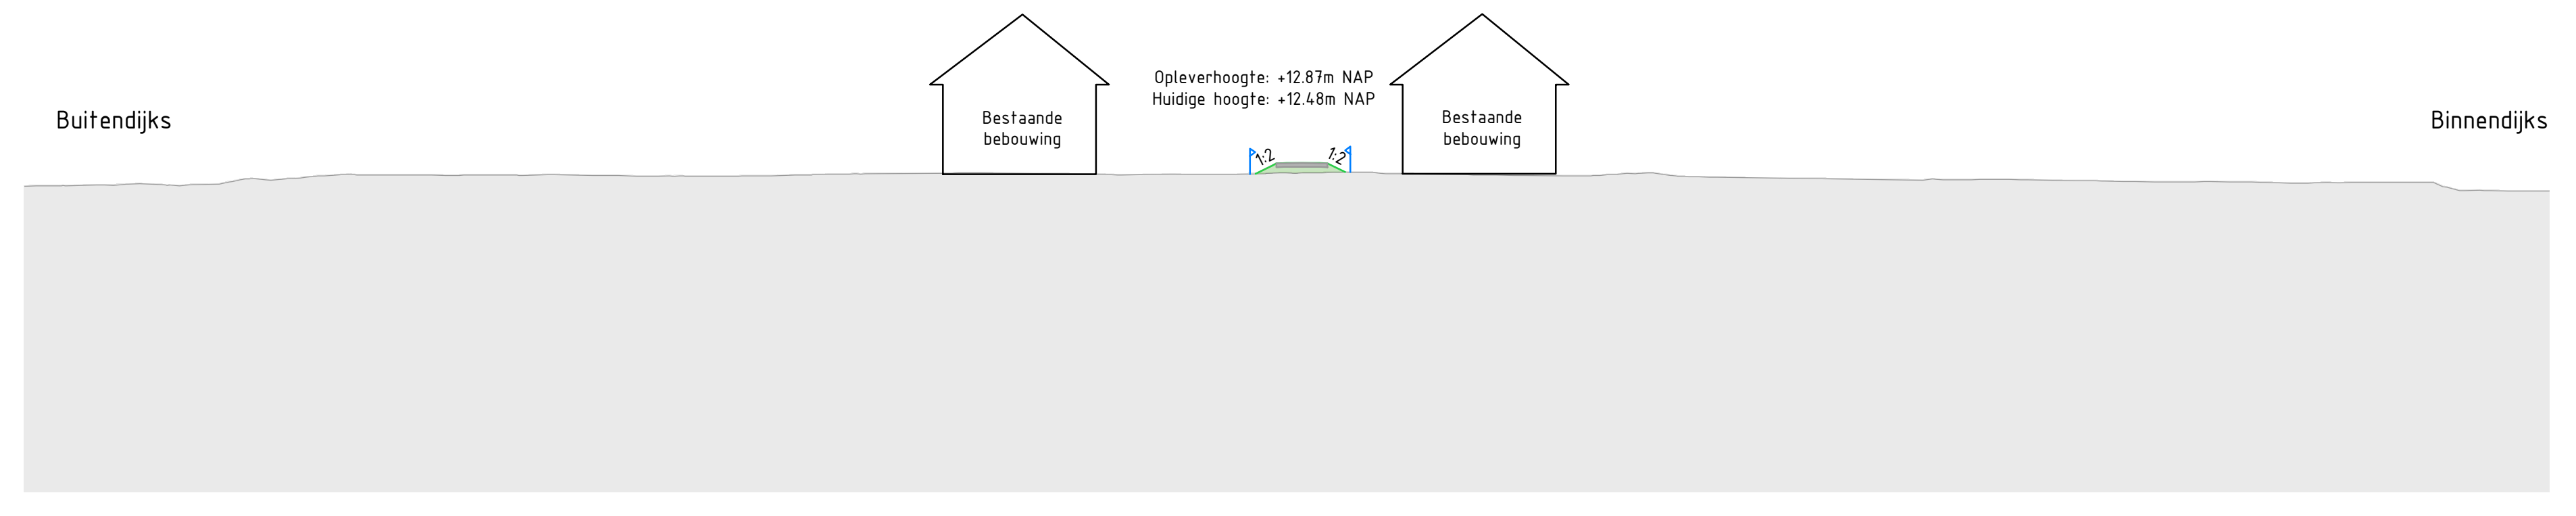 Opleverhoogte: +12.87m NAP
Huidige hoogte: +12.48m NAP
Buitendijks
Bestaande
bebouwing
Bestaande
bebouwing
Binnendijks
1:2
1:2